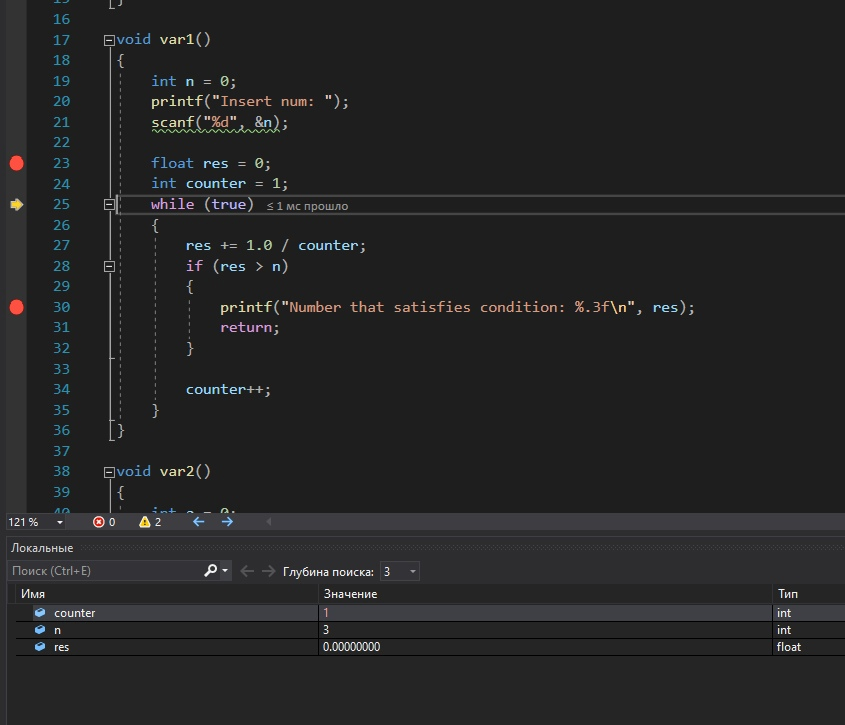 16
17 void var1()
18 {
19 int n = 0;
20 printf("Insert num: ");
21 scanf("%d", &n);
22
23 float res = 0;
24 int counter = 1;
25 while (true) ≤ 1 мс прошло
26 {
27 res += 1.0 / counter;
28 if (res > n)
29 {
30 printf("Number that satisfies condition: %.3f\n", res);
31 return;
32 }
33
34 counter++;
35 }
36 }
37
38 void var2()
39 {
121 % 0 2
Локальные
Поиск (Ctrl+E) Глубина поиска: 3
Имя Значение Тип
counter 1 int
n 3 int
res 0.00000000 float